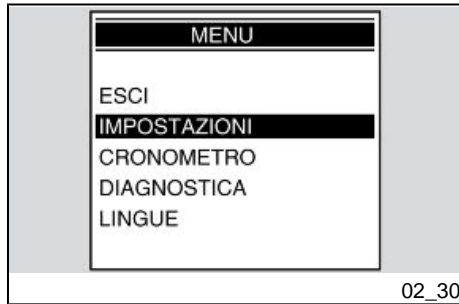 MENU
ESCI
IMPOSTAZIONI
CRONOMETRO
DIAGNOSTICA
LINGUE
02_30